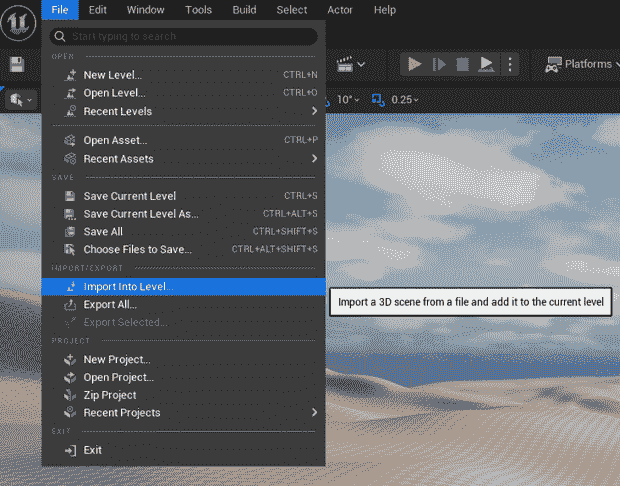 File Edit Window Tools Build Select Actor Help
Start typing to search
Platforms
10° 0.25
OPEN
New Level... CTRL+N
Open Level... CTRL+O
Recent Levels
Open Asset... CTRL+P
Recent Assets
SAVE
Save Current Level CTRL+S
Save Current Level As... CTRL+ALT+S
Save All CTRL+SHIFT+S
Choose Files to Save... CTRL+ALT+SHIFT+S
IMPORT/EXPORT
Import Into Level...
Import a 3D scene from a file and add it to the current level
Export All...
Export Selected...
PROJECT
New Project...
Open Project...
Zip Project
Recent Projects
EXIT
Exit